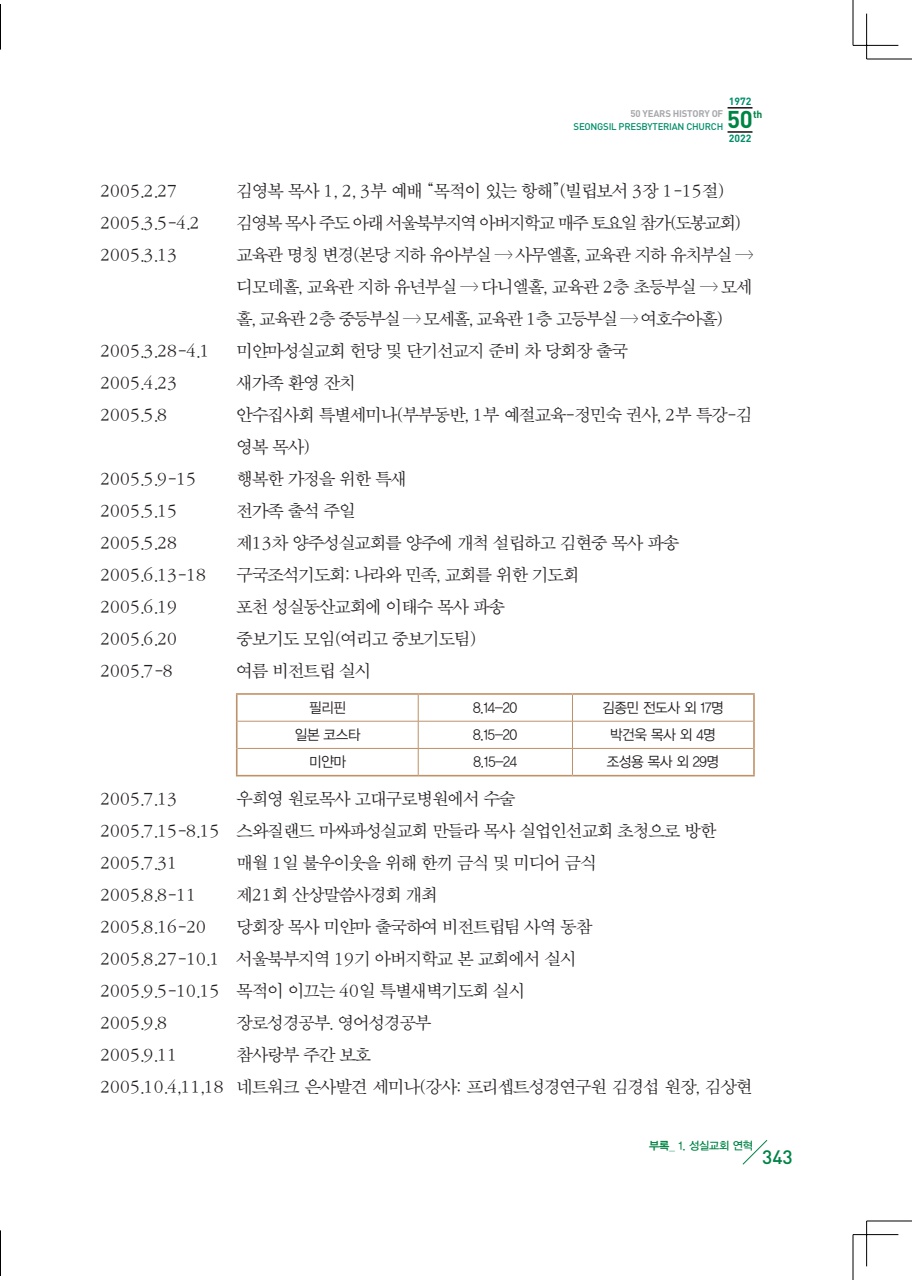 1972
50 YEARS HISTORY OF
SEONGSIL PRESBYTERIAN CHURCH 50th
2022
2005.2.27 김영복 목사 1, 2, 3부 예배 “목적이 있는 항해”(빌립보서 3장 1-15절)
2005.3.5-4.2 김영복 목사 주도 아래 서울북부지역 아버지학교 매주 토요일 참가(도봉교회)
2005.3.13 교육관 명칭 변경(본당 지하 유아부실→사무엘홀, 교육관 지하 유치부실→
디모데홀, 교육관 지하 유년부실→다니엘홀, 교육관 2층 초등부실→모세
홀, 교육관 2층 중등부실→모세홀, 교육관 1층 고등부실→여호수아홀)
2005.3.28-4.1 미얀마성실교회 헌당 및 단기선교지 준비 차 당회장 출국
2005.4.23 새가족 환영 잔치
2005.5.8 안수집사회 특별세미나(부부동반, 1부 예절교육-정민숙 권사, 2부 특강-김
영복 목사)
2005.5.9-15 행복한 가정을 위한 특새
2005.5.15 전가족 출석 주일
2005.5.28 제13차 양주성실교회를 양주에 개척 설립하고 김현중 목사 파송
2005.6.13-18 구국조석기도회: 나라와 민족, 교회를 위한 기도회
2005.6.19 포천 성실동산교회에 이태수 목사 파송
2005.6.20 중보기도 모임(여리고 중보기도팀)
2005.7-8 여름 비전트립 실시
필리핀 8.14-20 김종민 전도사 외 17명
일본 코스타 8.15-20 박건욱 목사 외 4명
미얀마 8.15-24 조성용 목사 외 29명
2005.7.13 우희영 원로목사 고대구로병원에서 수술
2005.7.15-8.15 스와질랜드 마싸파성실교회 만들라 목사 실업인선교회 초청으로 방한
2005.7.31 매월 1일 불우이웃을 위해 한끼 금식 및 미디어 금식
2005.8.8-11 제21회 산상말씀사경회 개최
2005.8.16-20 당회장 목사 미얀마 출국하여 비전트립팀 사역 동참
2005.8.27-10.1 서울북부지역 19기 아버지학교 본 교회에서 실시
2005.9.5-10.15 목적이 이끄는 40일 특별새벽기도회 실시
2005.9.8 장로성경공부. 영어성경공부
2005.9.11 참사랑부 주간 보호
2005.10.4,11,18 네트워크 은사발견 세미나(강사: 프리셉트성경연구원 김경섭 원장, 김상현
부록_ 1. 성실교회 연혁 343